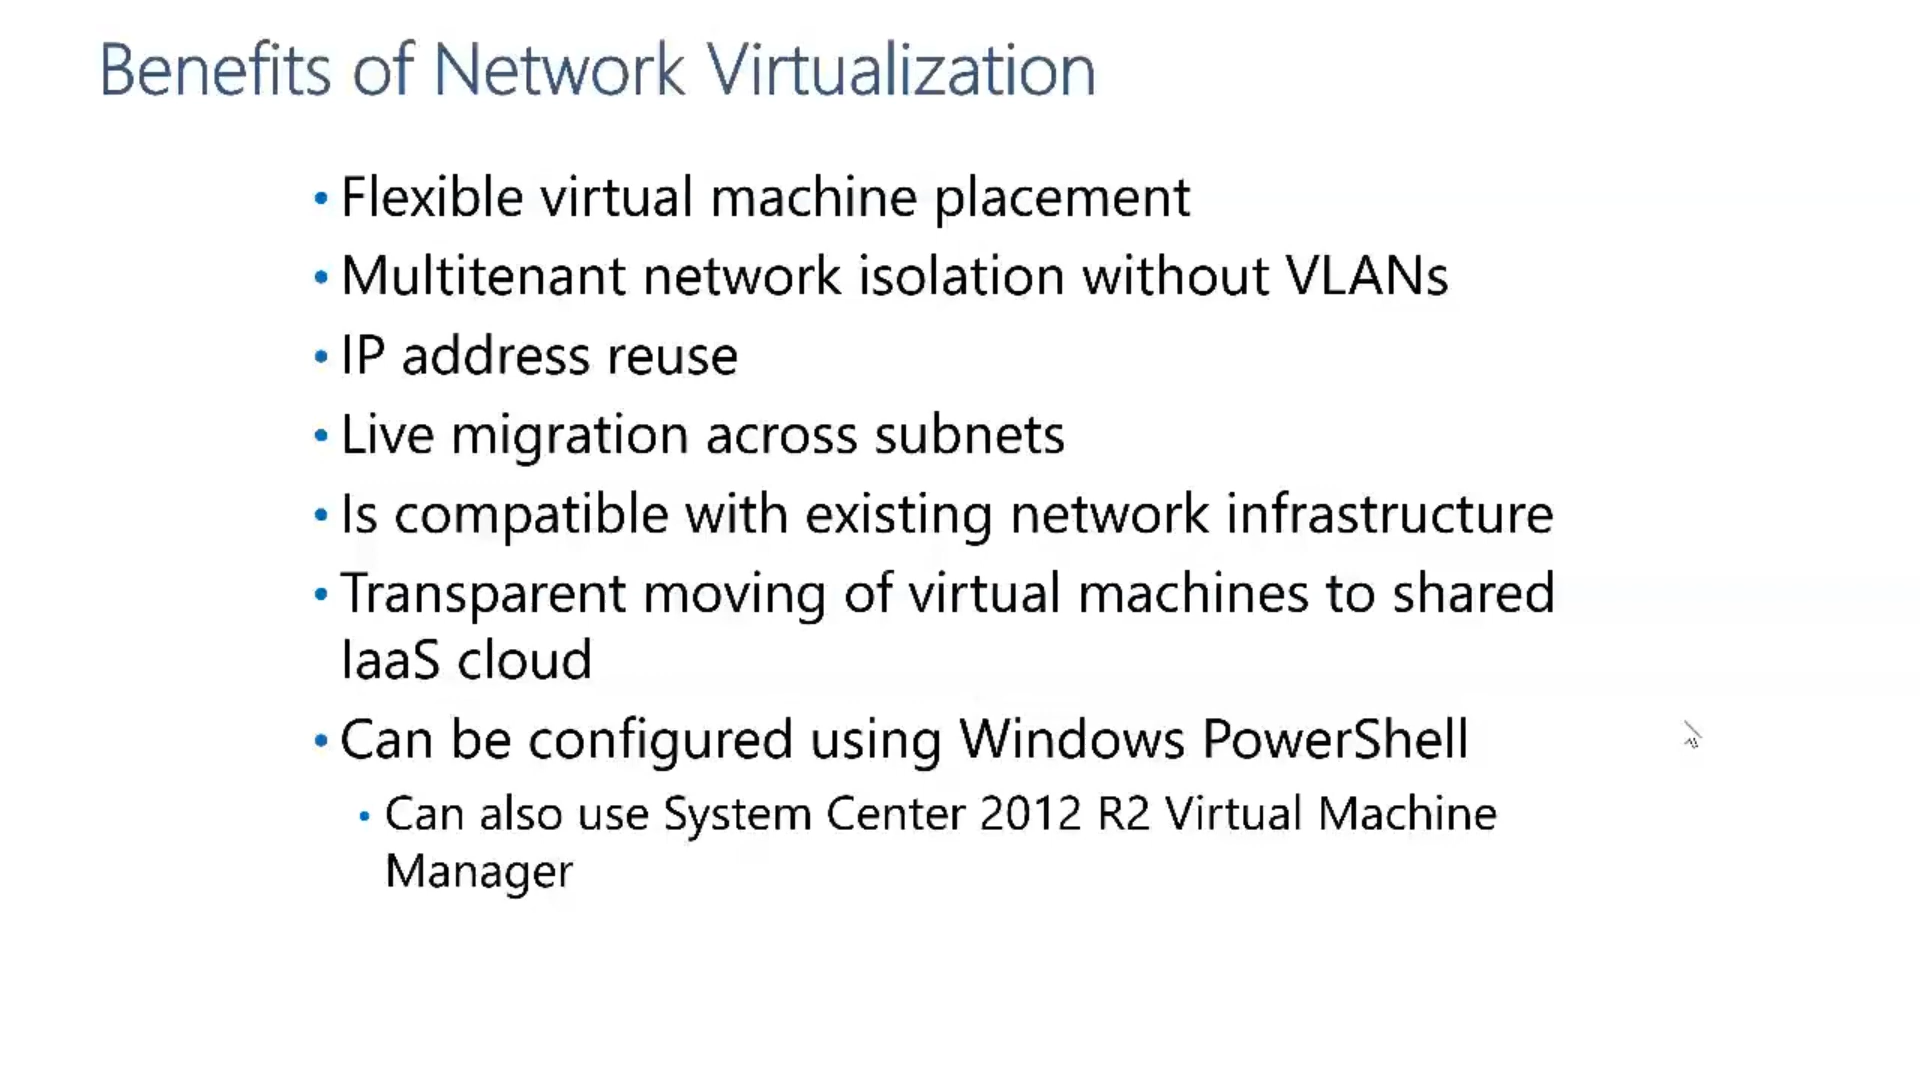 Benefits of Network Virtualization
• Flexible virtual machine placement
• Multitenant network isolation without VLANs
• IP address reuse
• Live migration across subnets
• Is compatible with existing network infrastructure
• Transparent moving of virtual machines to shared
IaaS cloud
• Can be configured using Windows PowerShell
• Can also use System Center 2012 R2 Virtual Machine
Manager